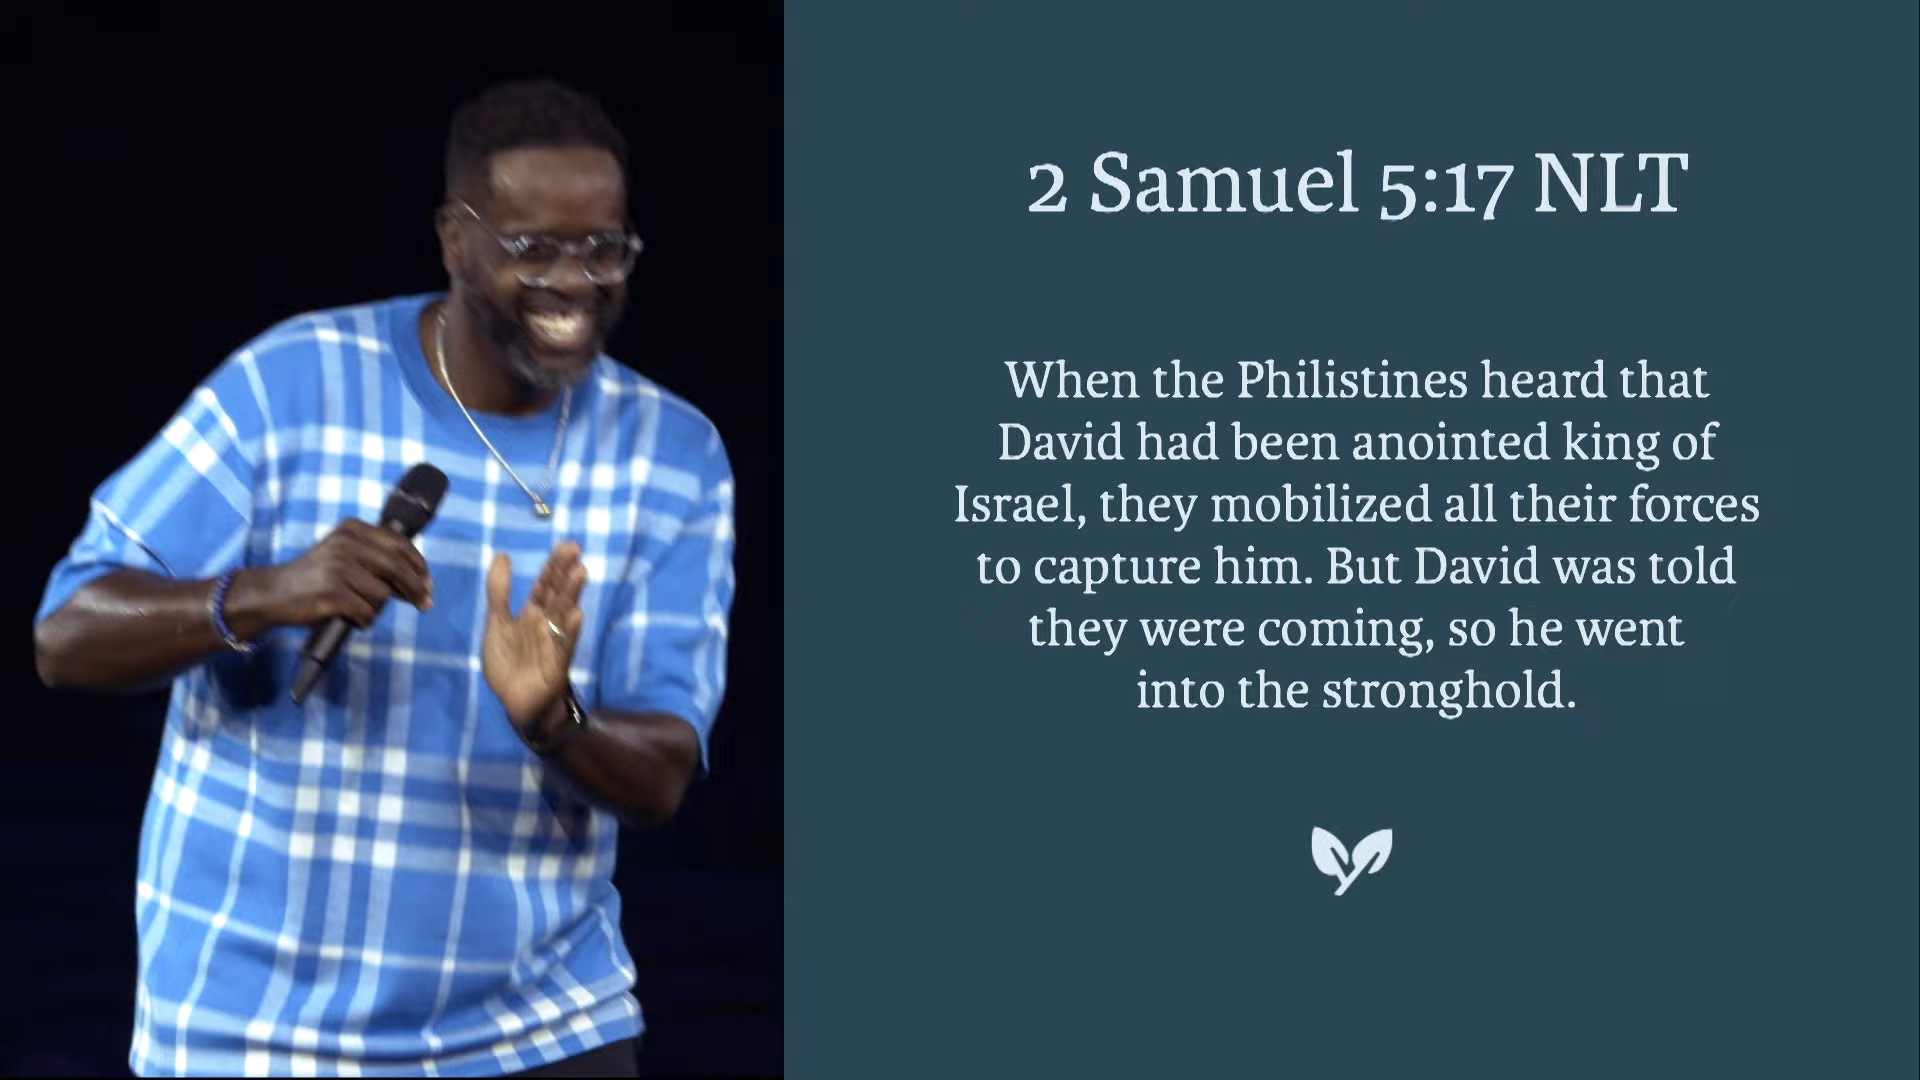 2 Samuel 5:17 NLT
When the Philistines heard that
David had been anointed king of
Israel, they mobilized all their forces
to capture him. But David was told
they were coming, so he went
into the stronghold.